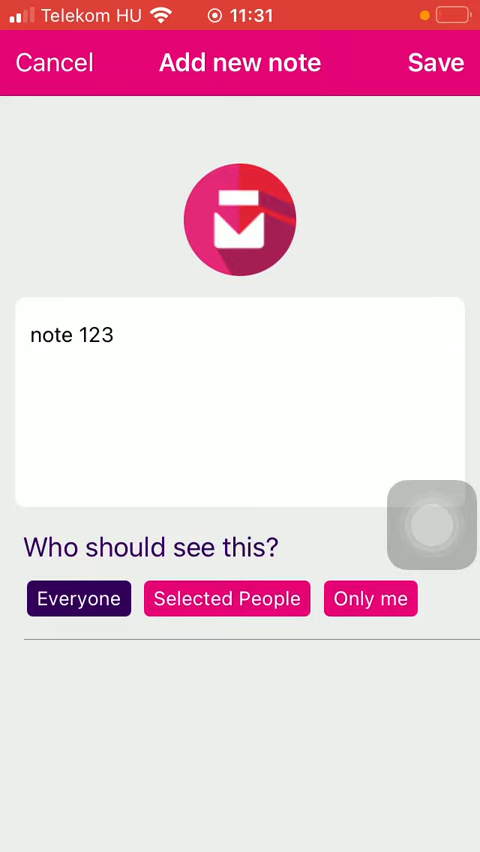 Telekom HU 11:31
Cancel Add new note Save
note 123
Who should see this?
Everyone Selected People Only me